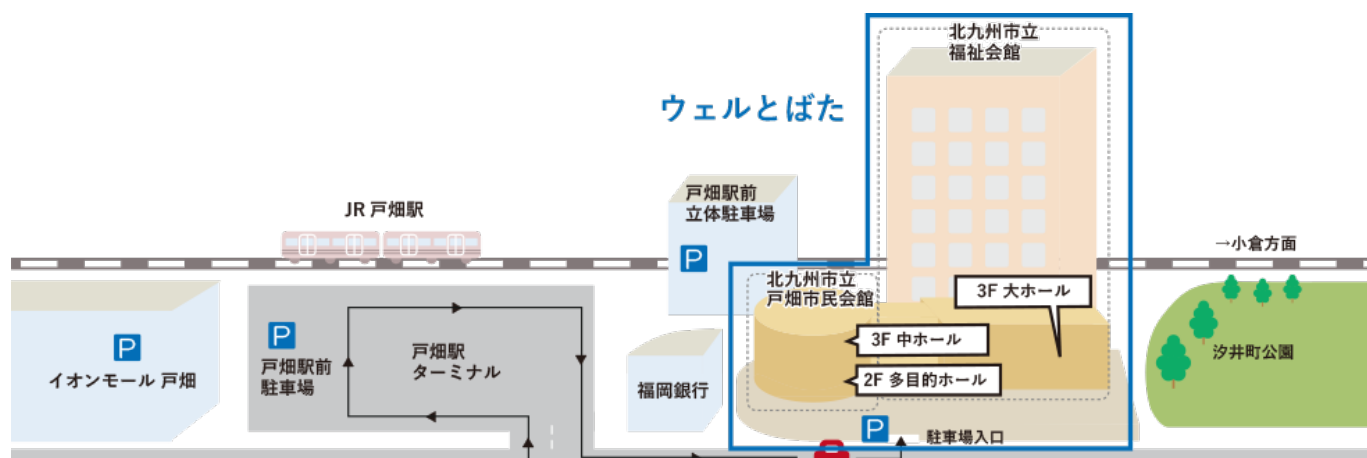 北九州市立
福祉会館
ウェルとばた
戸畑駅前
立体駐車場
P
JR 戸畑駅
→小倉方面
北九州市立
戸畑市民会館
3F 大ホール
3F 中ホール
2F 多目的ホール
P
イオンモール 戸畑
P
戸畑駅前
駐車場
戸畑駅
ターミナル
福岡銀行
汐井町公園
P
駐車場入口